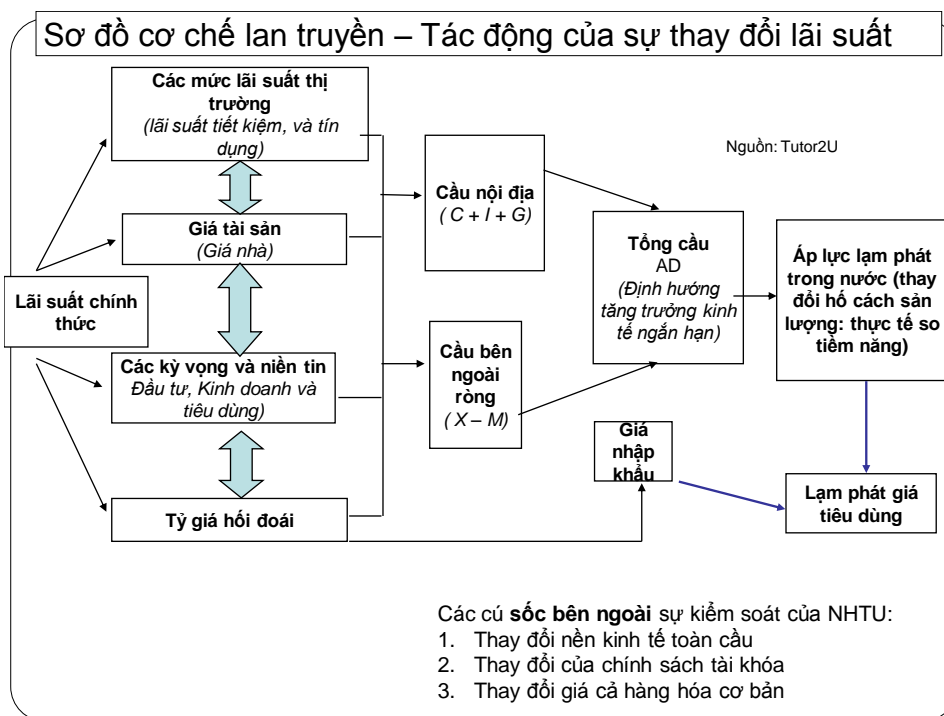 Sơ đồ cơ chế lan truyền – Tác động của sự thay đổi lãi suất
Các mức lãi suất thị
trường
(lãi suất tiết kiệm, và tín
dụng)
Nguồn: Tutor2U
Cầu nội địa
( C + I + G)
Giá tài sản
(Giá nhà)
Tổng cầu
AD
(Định hướng
tăng trưởng kinh
tế ngắn hạn)
Áp lực lạm phát
trong nước (thay
đổi hố cách sản
lượng: thực tế so
tiềm năng)
Lãi suất chính
thức
Các kỳ vọng và niền tin
Đầu tư, Kinh doanh và
tiêu dùng)
Cầu bên
ngoài
ròng
( X – M)
Giá
nhập
khẩu
Lạm phát giá
tiêu dùng
Tỷ giá hối đoái
Các cú sốc bên ngoài sự kiểm soát của NHTU:
1. Thay đổi nền kinh tế toàn cầu
2. Thay đổi của chính sách tài khóa
3. Thay đổi giá cả hàng hóa cơ bản